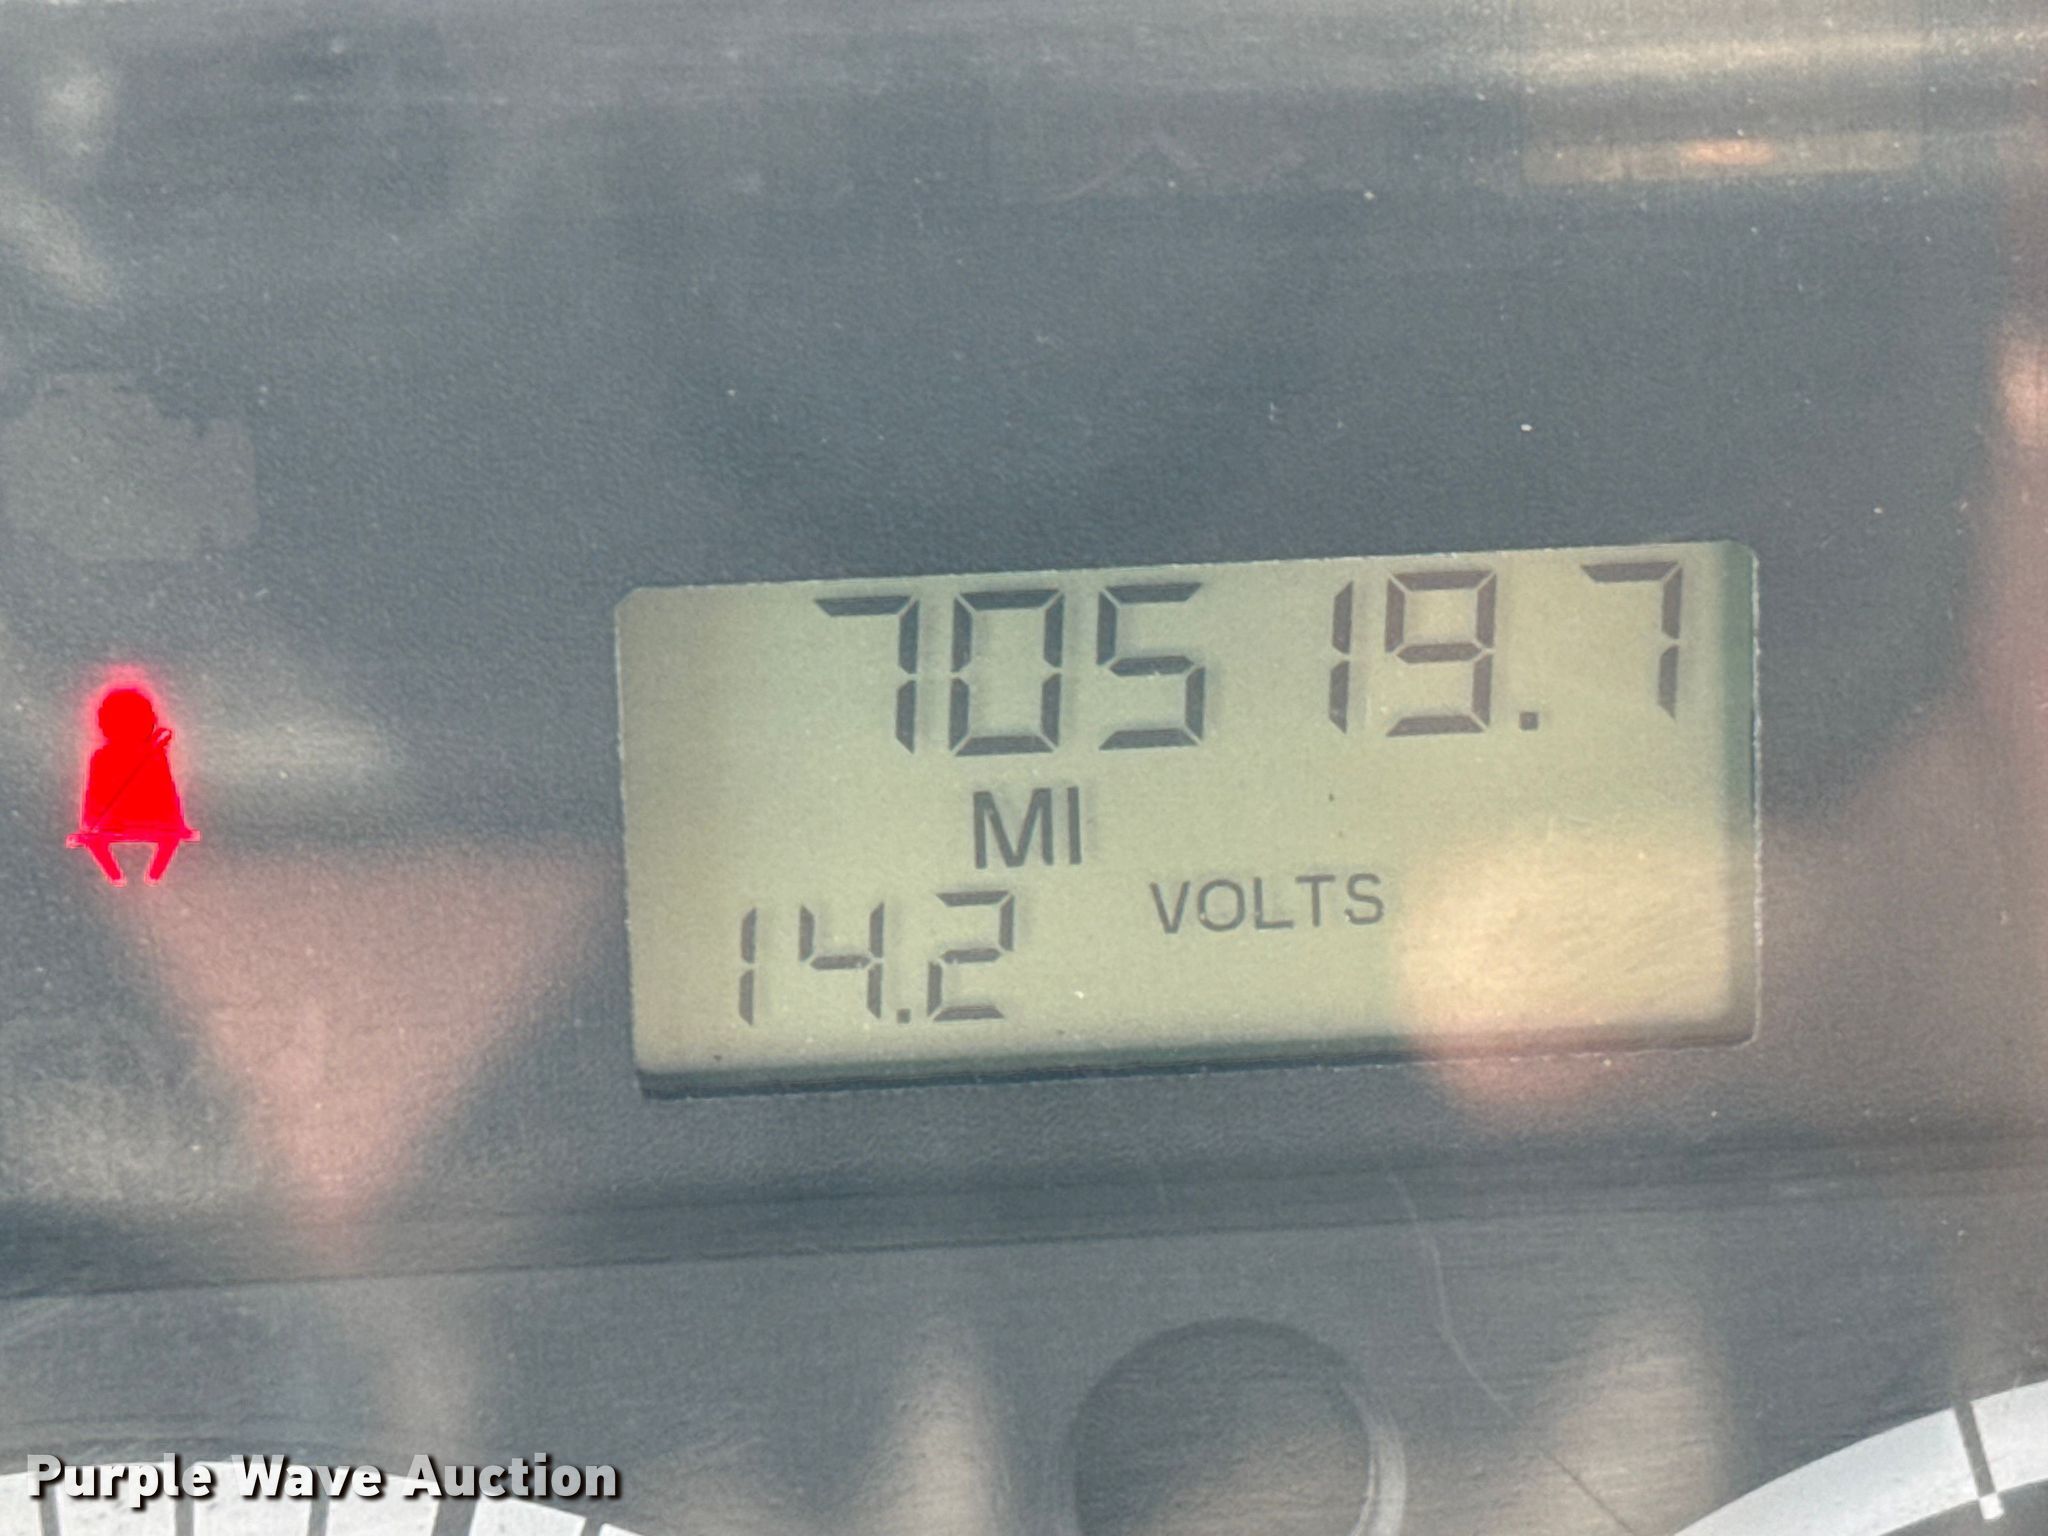 70519.7
MI
VOLTS
14.2
Purple Wave Auction